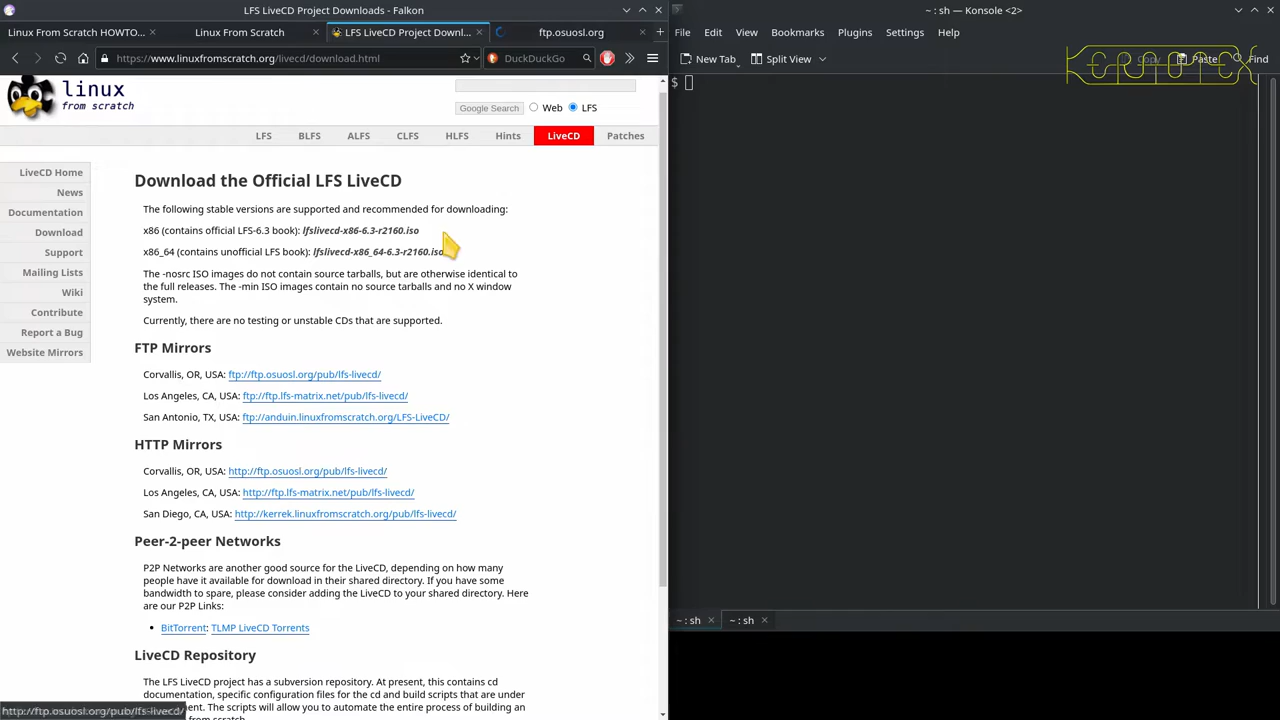 LFS LiveCD Project Downloads - Falkon
Linux From Scratch HOWTO...
Linux From Scratch
LFS LiveCD Project Downl...
ftp.osuosl.org
https://www.linuxfromscratch.org/livecd/download.html
DuckDuckGo
linux
from scratch
Google Search
Web
LFS
LFS
BLFS
ALFS
CLFS
HLFS
Hints
LiveCD
Patches
LiveCD Home
News
Documentation
Download
Support
Mailing Lists
Wiki
Contribute
Report a Bug
Website Mirrors
Download the Official LFS LiveCD
The following stable versions are supported and recommended for downloading:
x86 (contains official LFS-6.3 book): lfslivecd-x86-6.3-r2160.iso
x86_64 (contains unofficial LFS book): lfslivecd-x86_64-6.3-r2160.iso
The -nosrc ISO images do not contain source tarballs, but are otherwise identical to
the full releases. The -min ISO images contain no source tarballs and no X window
system.
Currently, there are no testing or unstable CDs that are supported.
FTP Mirrors
Corvallis, OR, USA: ftp://ftp.osuosl.org/pub/lfs-livecd/
Los Angeles, CA, USA: ftp://ftp.lfs-matrix.net/pub/lfs-livecd/
San Antonio, TX, USA: ftp://anduin.linuxfromscratch.org/LFS-LiveCD/
HTTP Mirrors
Corvallis, OR, USA: http://ftp.osuosl.org/pub/lfs-livecd/
Los Angeles, CA, USA: http://ftp.lfs-matrix.net/pub/lfs-livecd/
San Diego, CA, USA: http://kerrek.linuxfromscratch.org/pub/lfs-livecd/
Peer-2-peer Networks
P2P Networks are another good source for the LiveCD, depending on how many
people have it available for download in their shared directory. If you have some
bandwidth to spare, please consider adding the LiveCD to your shared directory. Here
are our P2P Links:
• BitTorrent: TLMP LiveCD Torrents
LiveCD Repository
The LFS LiveCD project has a subversion repository. At present, this contains cd
documentation, specific configuration files for the cd and build scripts that are under
ent. The scripts will allow you to automate the entire process of building an
from scratch
http://ftp.osuosl.org/pub/lfs-livecd/
~ : sh — Konsole <2>
File
Edit
View
Bookmarks
Plugins
Settings
Help
New Tab
Split View
Copy
Paste
Find
$
~ : sh
~ : sh